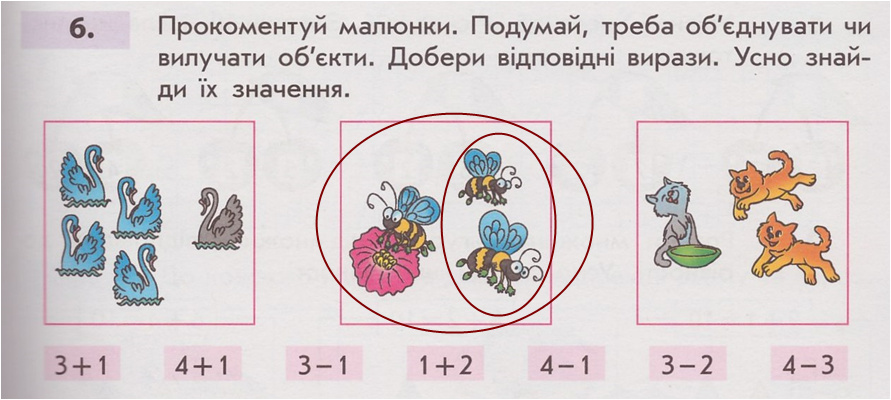 6. Прокоментуй малюнки. Подумай, треба об’єднувати чи
вилучати об’єкти. Добери відповідні вирази. Усно знай-
ди їх значення.
3+1 4+1 3−1 1+2 4−1 3−2 4−3